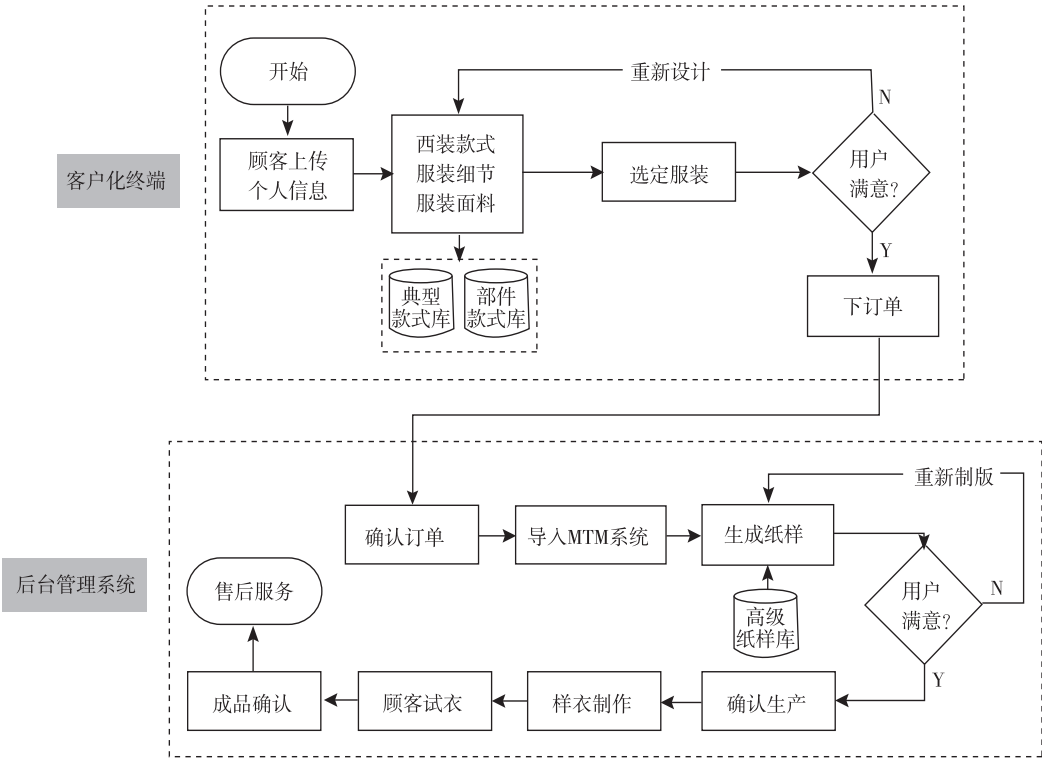 开始
重新设计
N
客户化终端
顾客上传
个人信息
西装款式
服装细节
服装面料
选定服装
用户
满意?
Y
典型
款式库
部件
款式库
下订单
重新制版
确认订单
导入MTM系统
生成纸样
后台管理系统
售后服务
高级
纸样库
用户
满意?
N
Y
成品确认
顾客试衣
样衣制作
确认生产